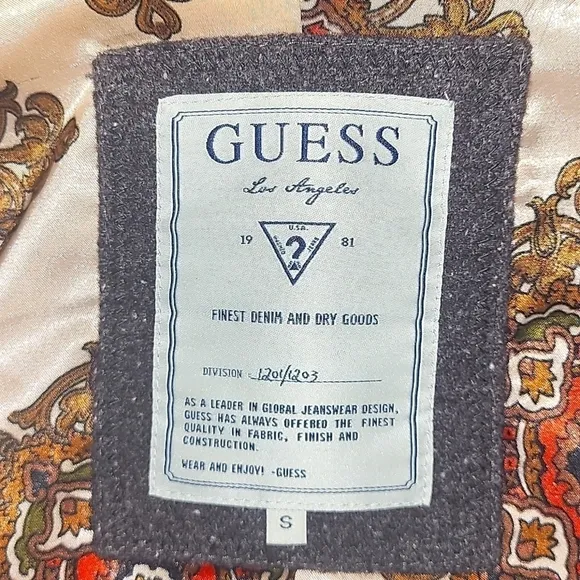 GUESS
Los Angeles
U.S.A.
19 ? 81
FINEST DENIM AND DRY GOODS
DIVISION 1201/1203
AS A LEADER IN GLOBAL JEANSWEAR DESIGN,
GUESS HAS ALWAYS OFFERED THE FINEST
QUALITY IN FABRIC, FINISH AND
CONSTRUCTION.
WEAR AND ENJOY! -GUESS
S